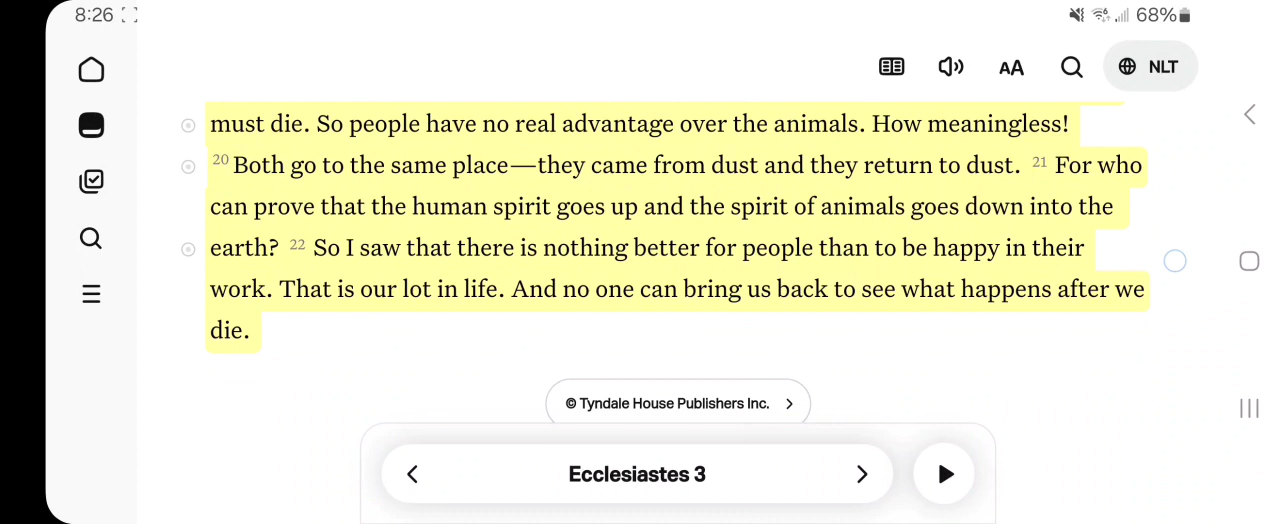 8:26
68%
NLT
must die. So people have no real advantage over the animals. How meaningless!
20 Both go to the same place—they came from dust and they return to dust. 21 For who
can prove that the human spirit goes up and the spirit of animals goes down into the
earth? 22 So I saw that there is nothing better for people than to be happy in their
work. That is our lot in life. And no one can bring us back to see what happens after we
die.
© Tyndale House Publishers Inc.
Ecclesiastes 3